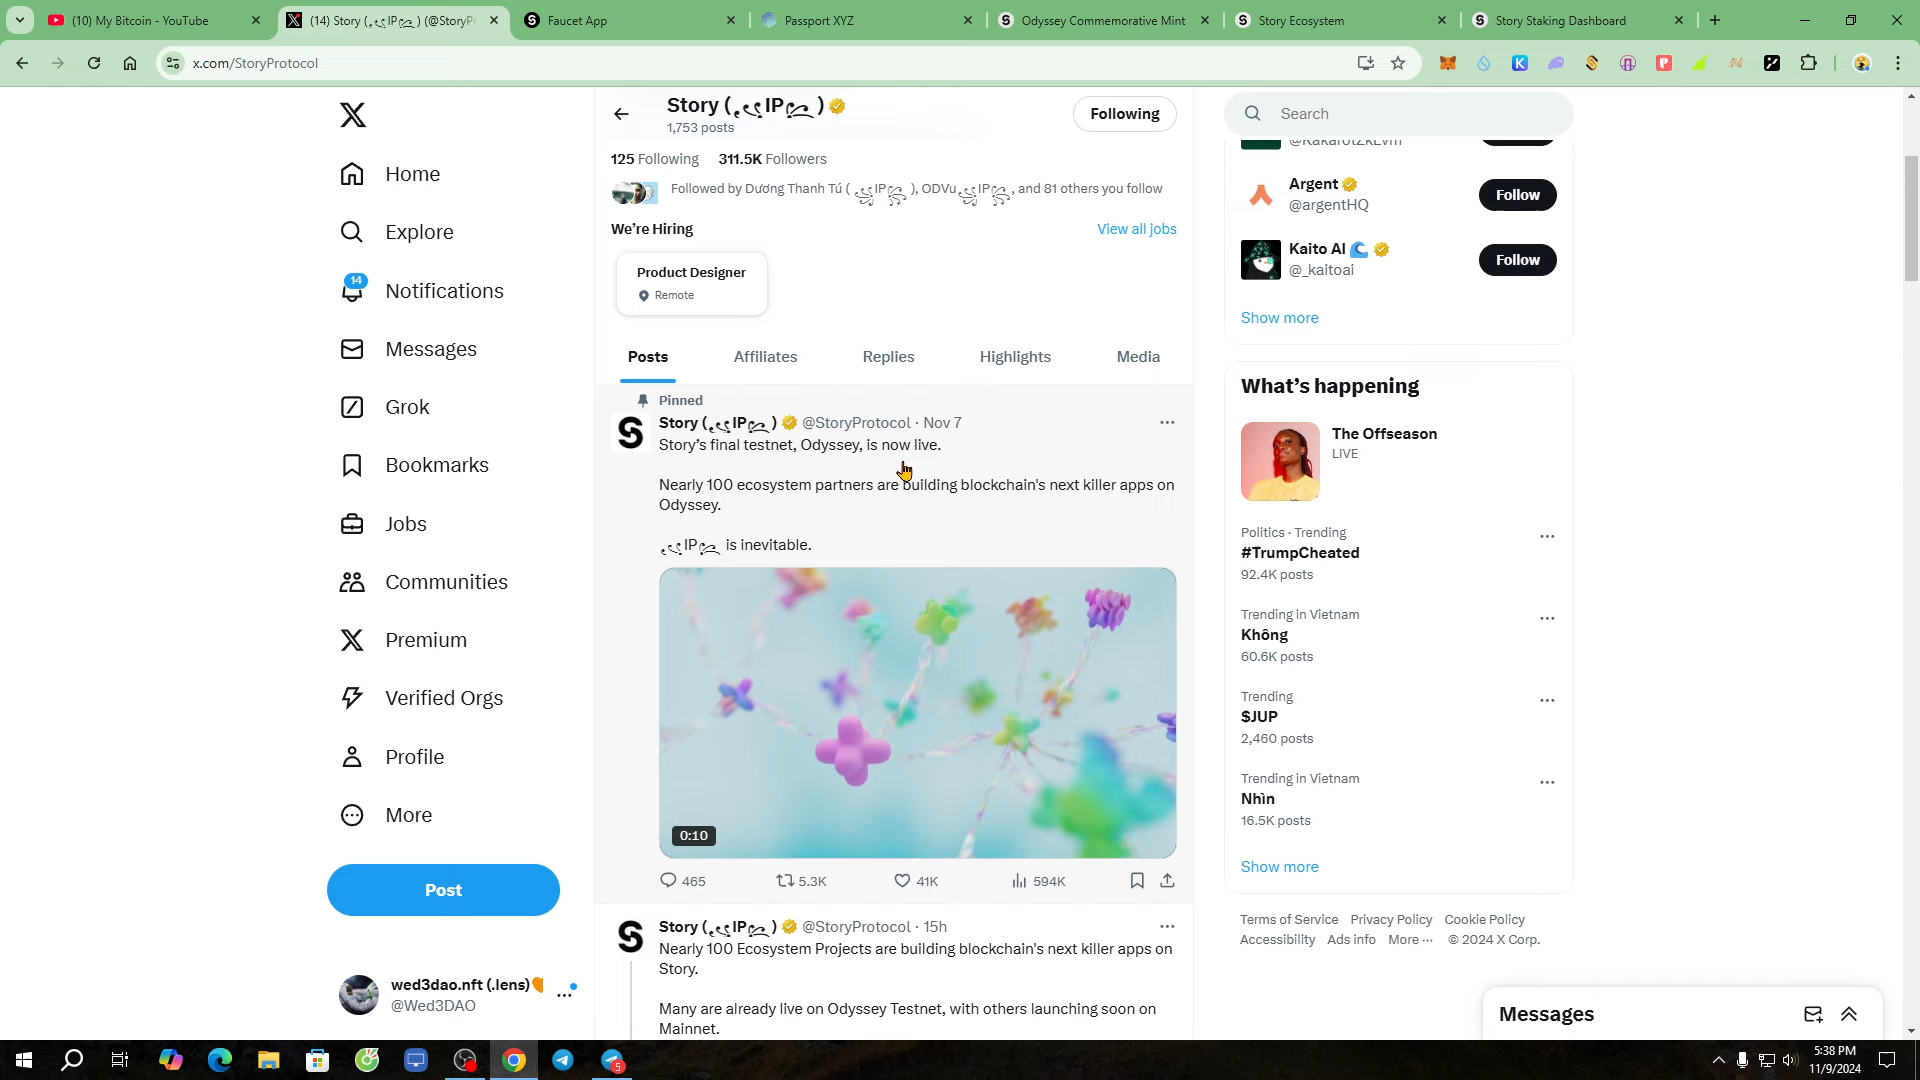 (10) My Bitcoin - YouTube
(14) Story (IP) (@StoryPr
Faucet App
Passport XYZ
Odyssey Commemorative Mint
Story Ecosystem
Story Staking Dashboard
x.com/StoryProtocol
Home
Explore
14
Notifications
Messages
Grok
Bookmarks
Jobs
Communities
Premium
Verified Orgs
Profile
More
Post
wed3dao.nft (.lens)
@Wed3DAO
Story (IP)
1,753 posts
Following
125 Following 311.5K Followers
Followed by Dương Thanh Tú (IP), ODVuIP, and 81 others you follow
We're Hiring
View all jobs
Product Designer
Remote
Posts
Affiliates
Replies
Highlights
Media
Pinned
Story (IP) @StoryProtocol · Nov 7
Story's final testnet, Odyssey, is now live.
Nearly 100 ecosystem partners are building blockchain's next killer apps on
Odyssey.
IP is inevitable.
0:10
465
5.3K
41K
594K
Story (IP) @StoryProtocol · 15h
Nearly 100 Ecosystem Projects are building blockchain's next killer apps on
Story.
Many are already live on Odyssey Testnet, with others launching soon on
Mainnet.
Search
@KakarotZkEvm
Argent
@argentHQ
Follow
Kaito AI
@_kaitoai
Follow
Show more
What's happening
The Offseason
LIVE
Politics · Trending
#TrumpCheated
92.4K posts
Trending in Vietnam
Không
60.6K posts
Trending
$JUP
2,460 posts
Trending in Vietnam
Nhìn
16.5K posts
Show more
Terms of Service Privacy Policy Cookie Policy
Accessibility Ads info More ··· © 2024 X Corp.
Messages
5
5:38 PM
11/9/2024